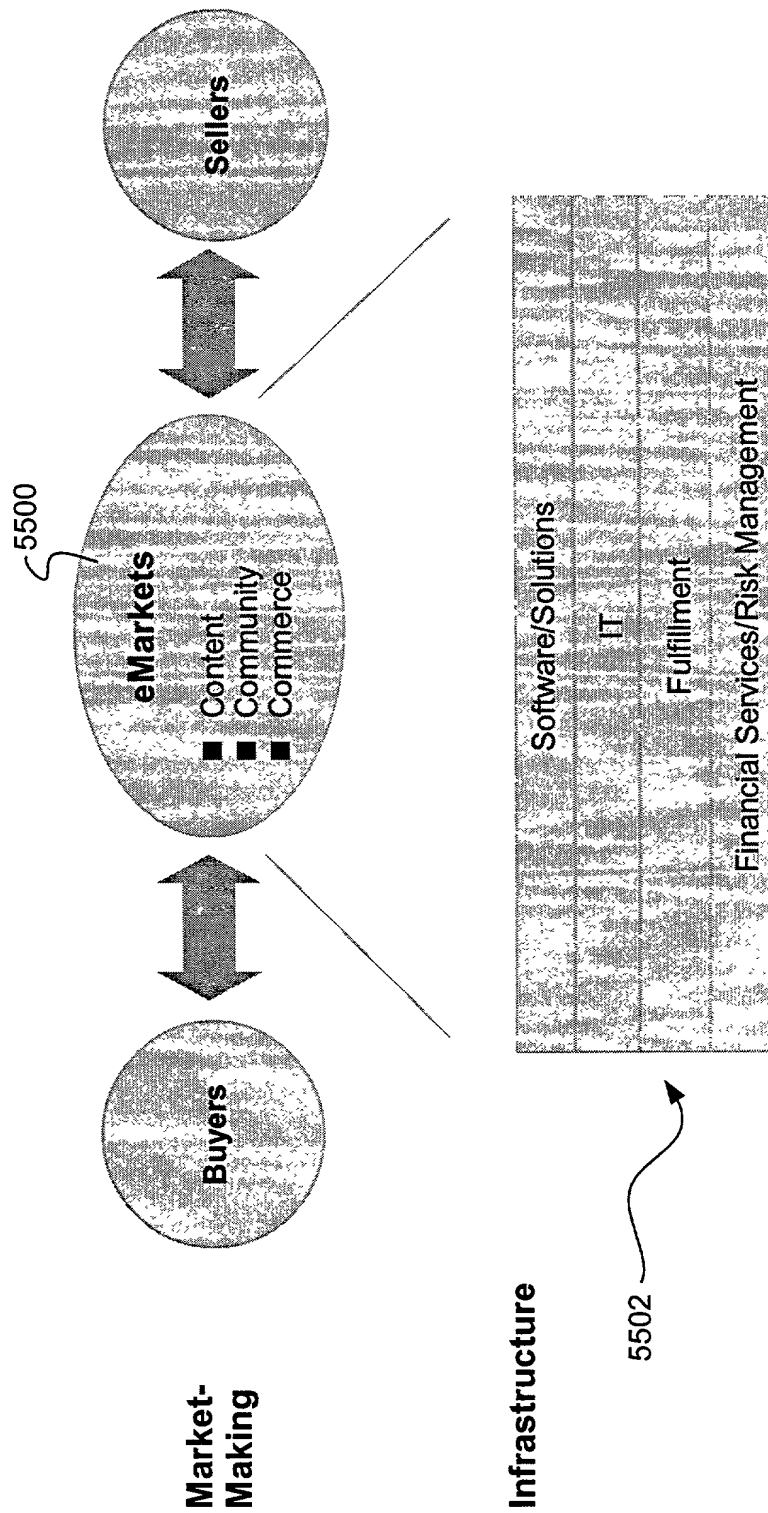 5500
Market-
Making
Buyers
eMarkets
■ Content
■ Community
■ Commerce
Sellers
Infrastructure
5502
Software/Solutions
IT
Fulfillment
Financial Services/Risk Management